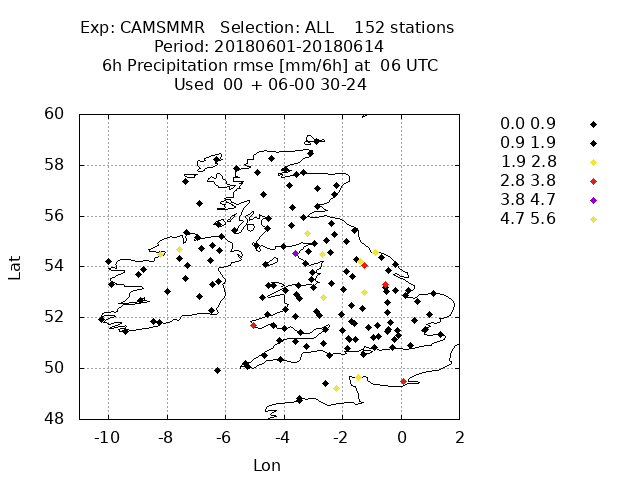 Exp: CAMSMMR   Selection: ALL    152 stations
Period: 20180601-20180614
6h Precipitation rmse [mm/6h] at  06 UTC
Used  00  + 06-00 30-24
60
58
56
54
52
50
48
Lat
-10 -8 -6 -4 -2 0 2
Lon
0.0 0.9
0.9 1.9
1.9 2.8
2.8 3.8
3.8 4.7
4.7 5.6